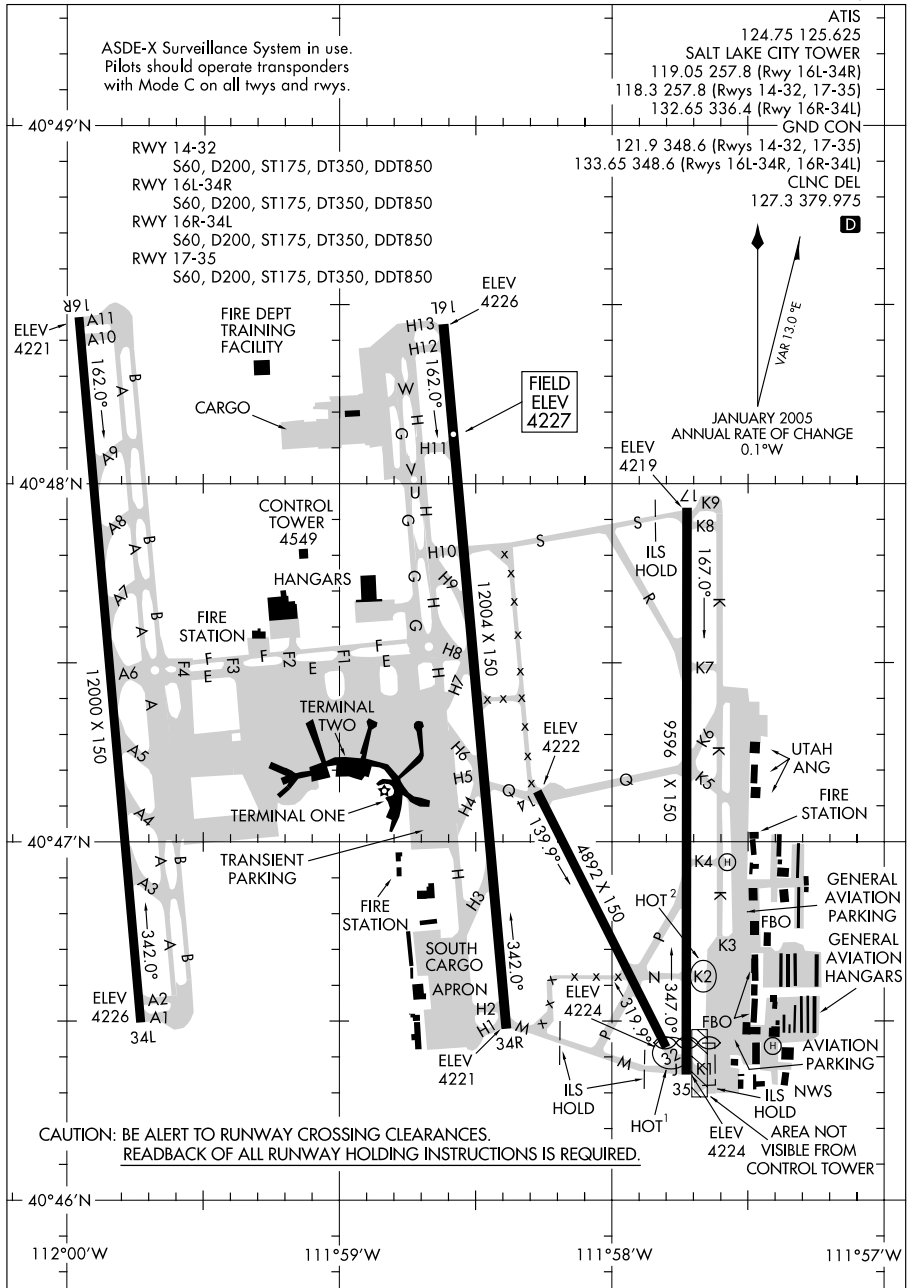 ASDE-X Surveillance System in use.
Pilots should operate transponders
with Mode C on all twys and rwys.
ATIS
124.75 125.625
SALT LAKE CITY TOWER
119.05 257.8 (Rwy 16L-34R)
118.3 257.8 (Rwys 14-32, 17-35)
132.65 336.4 (Rwy 16R-34L)
GND CON
121.9 348.6 (Rwys 14-32, 17-35)
133.65 348.6 (Rwys 16L-34R, 16R-34L)
CLNC DEL
127.3 379.975
D
40°49'N
RWY 14-32
S60, D200, ST175, DT350, DDT850
RWY 16L-34R
S60, D200, ST175, DT350, DDT850
RWY 16R-34L
S60, D200, ST175, DT350, DDT850
RWY 17-35
S60, D200, ST175, DT350, DDT850
VAR 13.0 °E
JANUARY 2005
ANNUAL RATE OF CHANGE
0.1°W
16R
ELEV
4221
A11
A10
162.0°
B
A
A9
FIRE DEPT
TRAINING
FACILITY
CARGO
H13
H12
16L
ELEV
4226
162.0°
W
H
G
H11
V
FIELD
ELEV
4227
ELEV
4219
40°48'N
A8
B
A
CONTROL
TOWER
4549
U
H
G
H10
S
S
ILS
HOLD
17
K9
K8
167.0°
HANGARS
A7
B
A
G
H
G
H9
12004 X 150
R
K
K
FIRE
STATION
F4
F
F3
F
F2
F1
F
E
E
E
A6
H8
H
H7
K7
12000 X 150
A
A5
TERMINAL
TWO
H6
H5
H4
ELEV
4222
Q
14
Q
9596 X 150
K6
K
K5
UTAH
ANG
FIRE
STATION
TERMINAL ONE
A4
40°47'N
TRANSIENT
PARKING
139.9°
4892 X 150
K4
H
A
B
A3
H
H3
FIRE
STATION
HOT²
P
K
FBO
GENERAL
AVIATION
PARKING
GENERAL
AVIATION
HANGARS
342.0°
A
B
SOUTH
CARGO
APRON
342.0°
K3
N
K2
ELEV
4224
319.9°
347.0°
FBO
ELEV
4226
A2
A1
34L
H2
H1
M
34R
ELEV
4221
P
M
32
K1
J
H
AVIATION
PARKING
ILS
HOLD
HOT¹
35
ILS
HOLD
NWS
ELEV
4224
AREA NOT
VISIBLE FROM
CONTROL TOWER
CAUTION: BE ALERT TO RUNWAY CROSSING CLEARANCES.
READBACK OF ALL RUNWAY HOLDING INSTRUCTIONS IS REQUIRED.
40°46'N
112°00'W
111°59'W
111°58'W
111°57'W